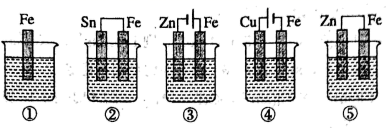 Fe
Sn Fe
Zn Fe
Cu Fe
Zn Fe
① ② ③ ④ ⑤